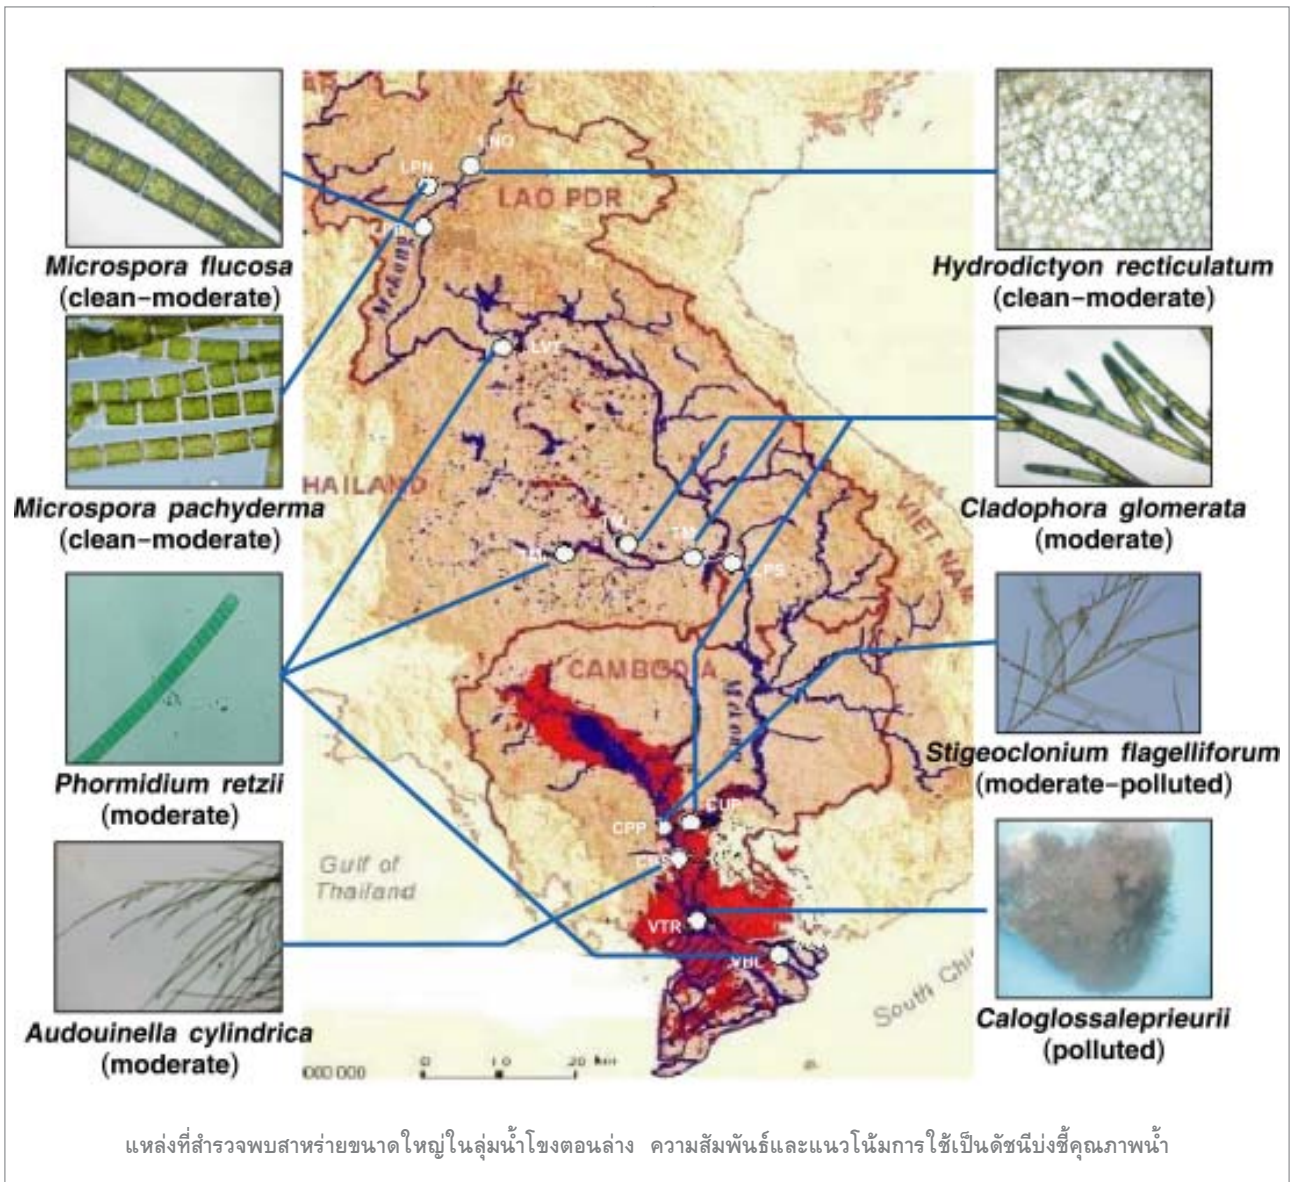 Microspora flucosa
(clean-moderate)
Microspora pachyderma
(clean-moderate)
Phormidium retzii
(moderate)
Audouinella cylindrica
(moderate)
LNO
LPN
LAO PDR
Mekong
LVT
HAILAND
VIET NAM
TM
LPS
CAMBODIA
Mekong
CUP
CPP
Gulf of
Thailand
VTR
VBL
South Chi
000 000
0 10 20 km
Hydrodictyon recticulatum
(clean-moderate)
Cladophora glomerata
(moderate)
Stigeoclonium flagelliforum
(moderate-polluted)
Caloglossaleprieurii
(polluted)
แหล่งที่สำรวจพบสาหร่ายขนาดใหญ่ในลุ่มน้ำโขงตอนล่าง ความสัมพันธ์และแนวโน้มการใช้เป็นดัชนีบ่งชี้คุณภาพน้ำ